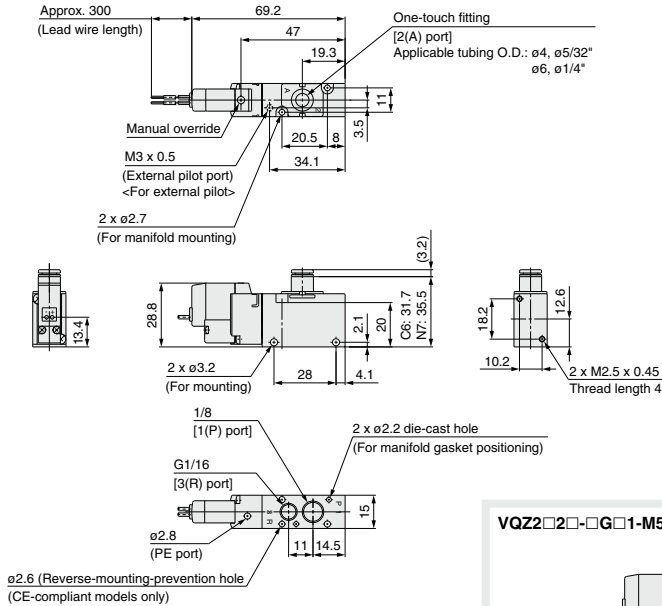 Approx. 300
(Lead wire length)
69.2
47
19.3
One-touch fitting
[2(A) port]
Applicable tubing O.D.: ø4, ø5/32"
ø6, ø1/4"
A
2
11
3.5
Manual override
M3 x 0.5
(External pilot port)
<For external pilot>
20.5
8
34.1
2 x ø2.7
(For manifold mounting)
(3.2)
28.8
13.4
2.1
20
C6: 31.7
N7: 35.5
18.2
12.6
10.2
2 x ø3.2
(For mounting)
28
4.1
2 x M2.5 x 0.45
Thread length 4
1/8
[1(P) port]
2 x ø2.2 die-cast hole
(For manifold gasket positioning)
G1/16
[3(R) port]
3 R
P
15
ø2.8
(PE port)
11
14.5
ø2.6 (Reverse-mounting-prevention hole
(CE-compliant models only)
VQZ2□2□-□G□1-M5